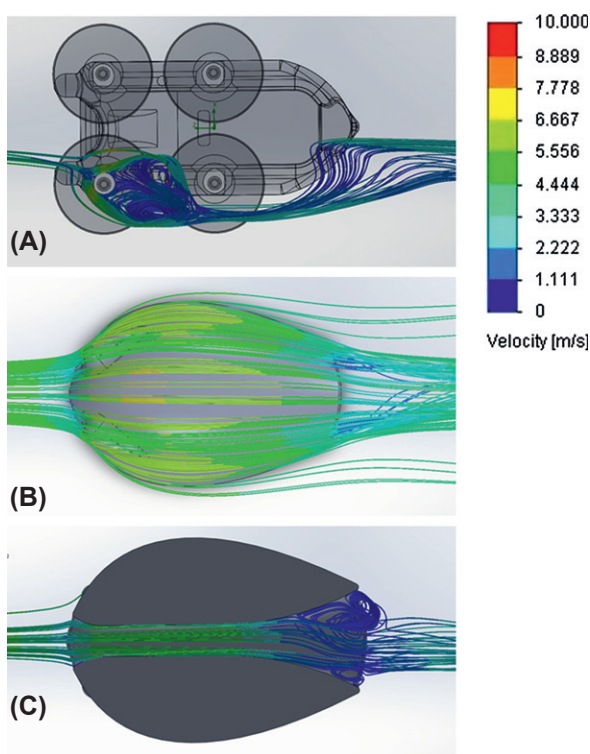 (A)
(B)
(C)
10.000
8.889
7.778
6.667
5.556
4.444
3.333
2.222
1.111
0
Velocity [m/s]